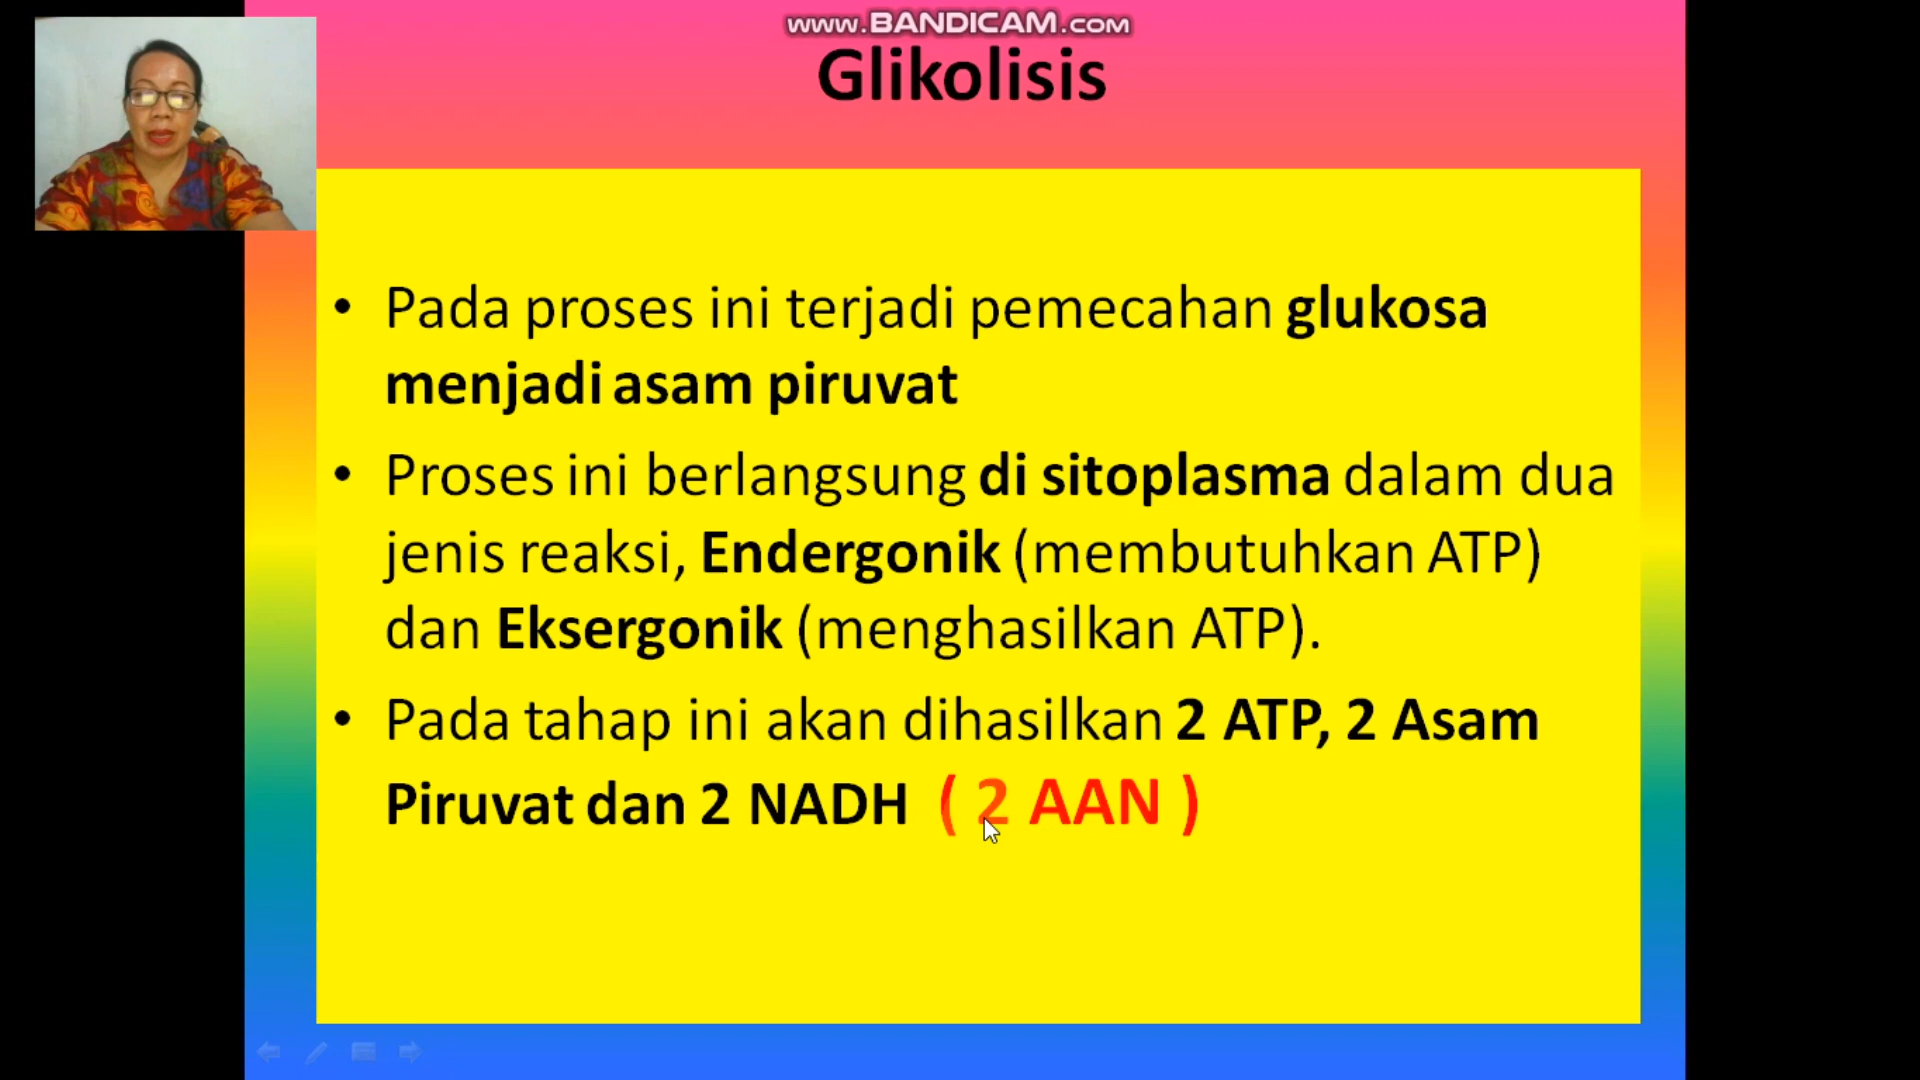 www.BANDICAM.com
Glikolisis
• Pada proses ini terjadi pemecahan glukosa
menjadi asam piruvat
• Proses ini berlangsung di sitoplasma dalam dua
jenis reaksi, Endergonik (membutuhkan ATP)
dan Eksergonik (menghasilkan ATP).
• Pada tahap ini akan dihasilkan 2 ATP, 2 Asam
Piruvat dan 2 NADH ( 2 AAN )